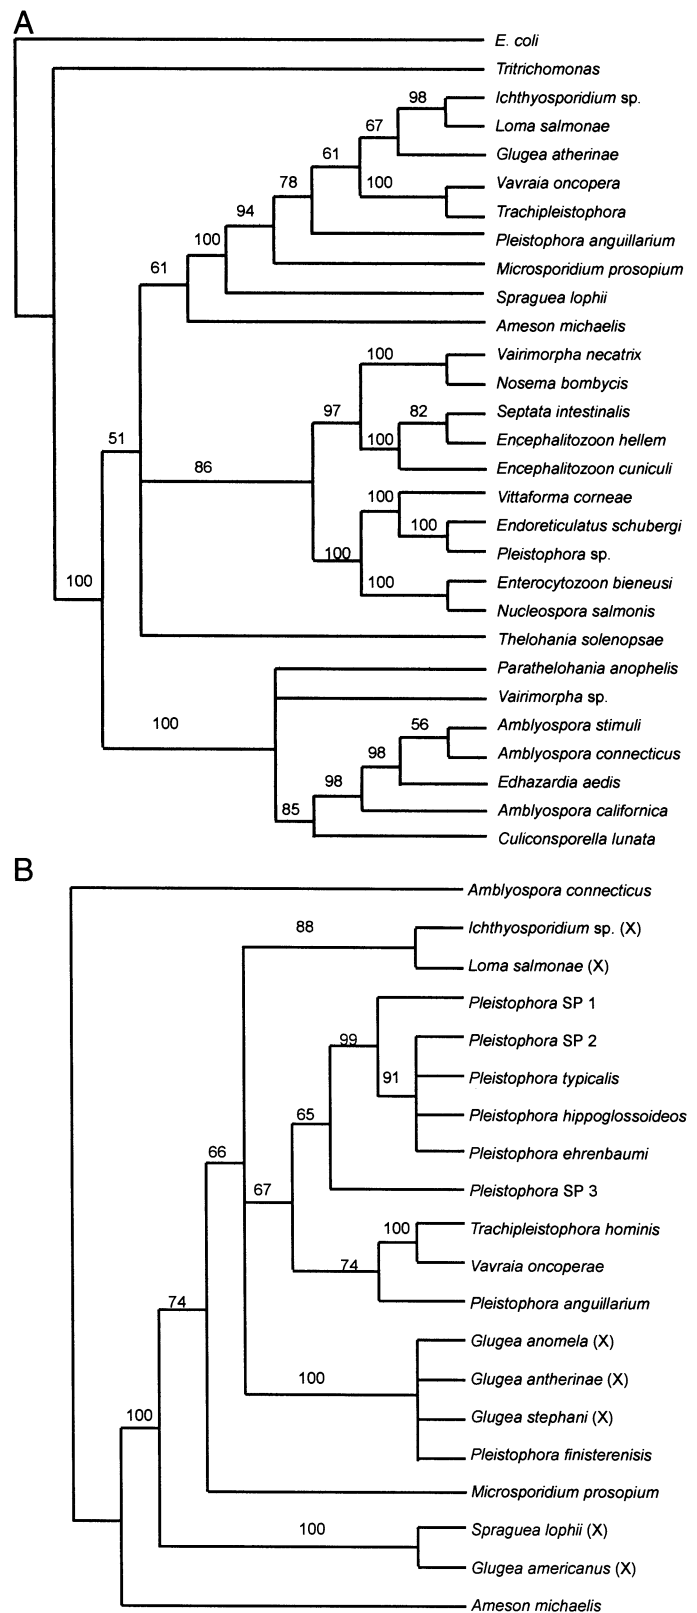 A
E. coli
Tritrichomonas
98
Ichthyosporidium sp.
Loma salmonae
67
Glugea atherinae
61
100
Vavraia oncopera
Trachipleistophora
78
Pleistophora anguillarium
94
Microsporidium prosopium
100
Spraguea lophii
61
Ameson michaelis
100
Vairimorpha necatrix
Nosema bombycis
97
82
Septata intestinalis
100
Encephalitozoon hellem
Encephalitozoon cuniculi
51
86
100
Vittaforma corneae
100
Endoreticulatus schubergi
Pleistophora sp.
100
100
Enterocytozoon bieneusi
Nucleospora salmonis
100
Thelohania solenopsae
Parathelohania anophelis
Vairimorpha sp.
100
56
Amblyospora stimuli
Amblyospora connecticus
98
Edhazardia aedis
98
Amblyospora californica
85
Culiconsporella lunata
B
Amblyospora connecticus
88
Ichthyosporidium sp. (X)
Loma salmonae (X)
Pleistophora SP 1
99
Pleistophora SP 2
91
Pleistophora typicalis
Pleistophora hippoglossoideos
65
Pleistophora ehrenbaumi
66
67
Pleistophora SP 3
100
Trachipleistophora hominis
74
Vavraia oncoperae
Pleistophora anguillarium
74
Glugea anomela (X)
100
Glugea antherinae (X)
Glugea stephani (X)
100
Pleistophora finisterenisis
Microsporidium prosopium
100
Spraguea lophii (X)
Glugea americanus (X)
Ameson michaelis